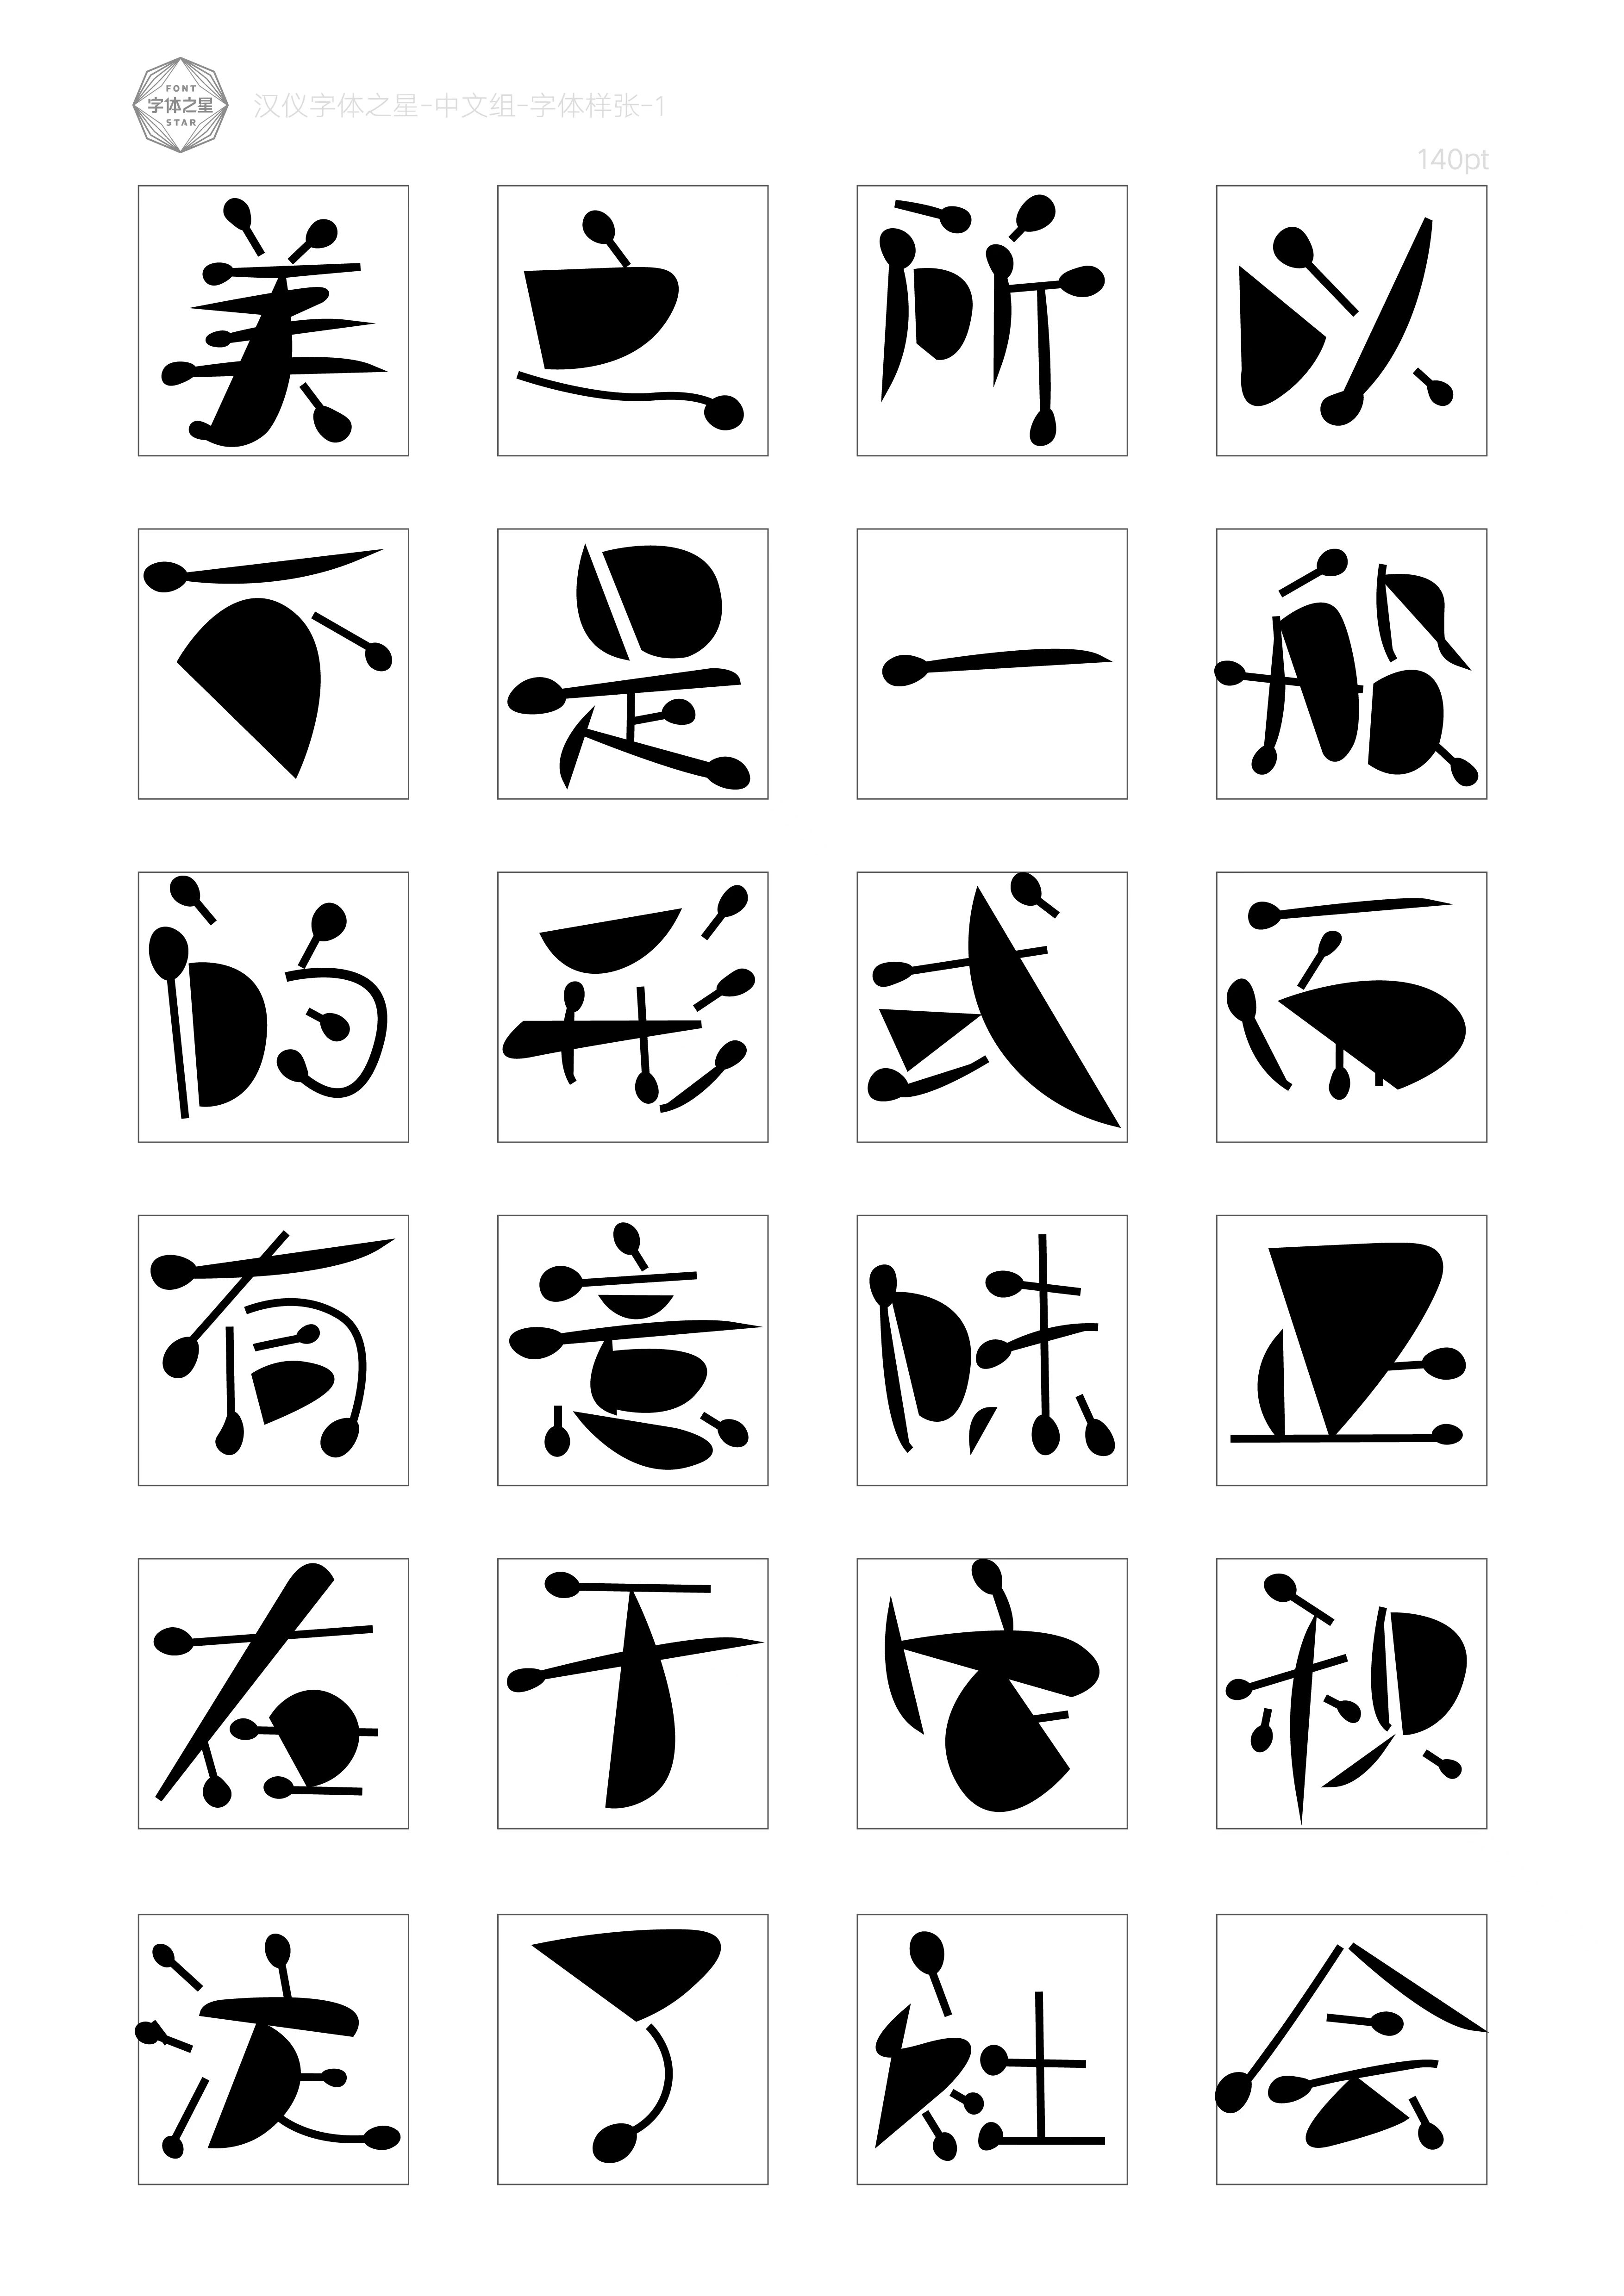 FONT
字体之星
STAR
汉仪字体之星-中文组-字体样张-1
140pt
美之所以
不是一般
的形式而
有意味正
在于它积
淀了社会